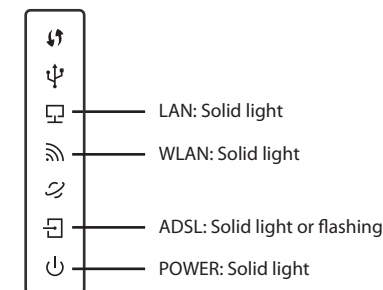 LAN: Solid light
WLAN: Solid light
ADSL: Solid light or flashing
POWER: Solid light